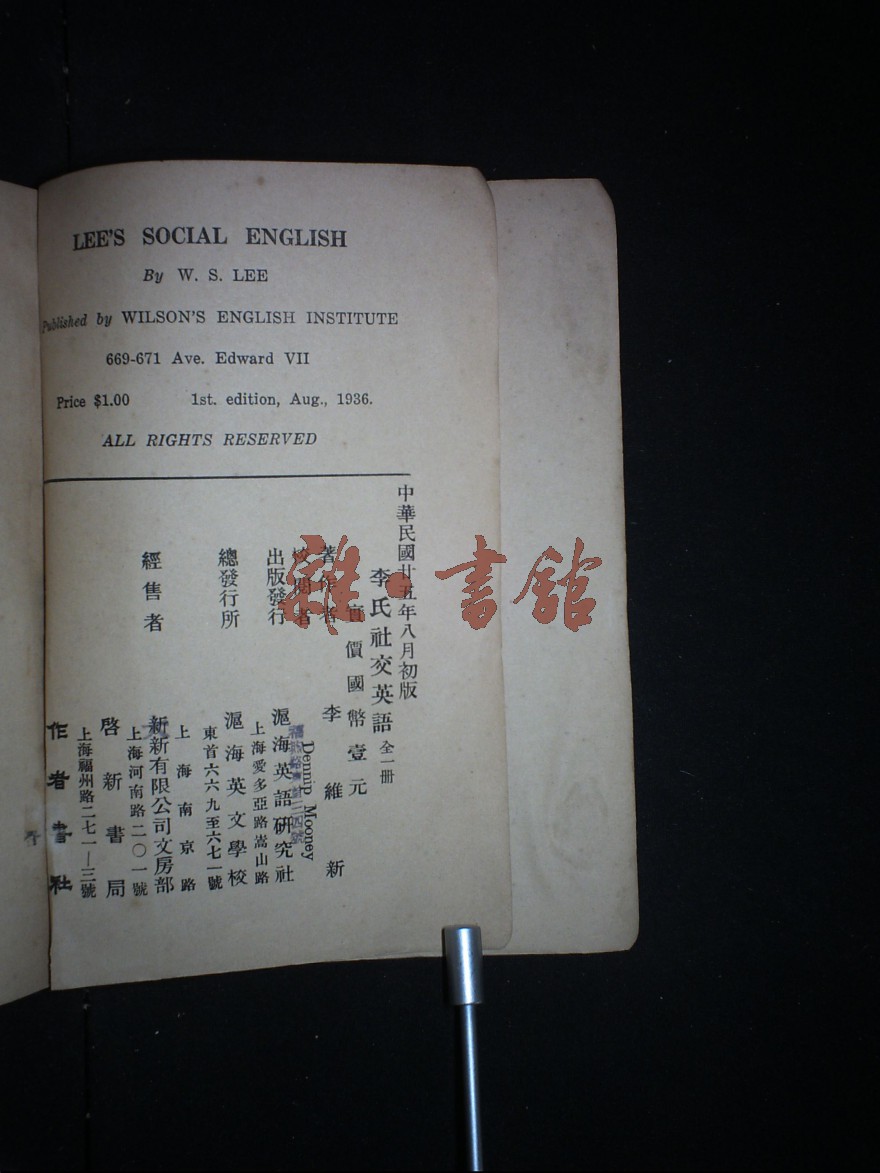 LEE'S SOCIAL ENGLISH
By W. S. LEE
Published by WILSON'S ENGLISH INSTITUTE
669-671 Ave. Edward VII
Price $1.00 1st. edition, Aug., 1936.
ALL RIGHTS RESERVED
中華民國廿五年八月初版
李氏社交英語 全一册
實價國幣壹元
著作者 李維新
校閱者 Dennip Mooney
出版發行 滬海英語研究社
上海愛多亞路嵩山路
東首六六九至六七一號
總發行所 滬海英文學校
上海南京路
經售者 新新有限公司文房部
上海河南路二〇一號
啓新書局
上海福州路二七一—三號
作者書社
雜·書館